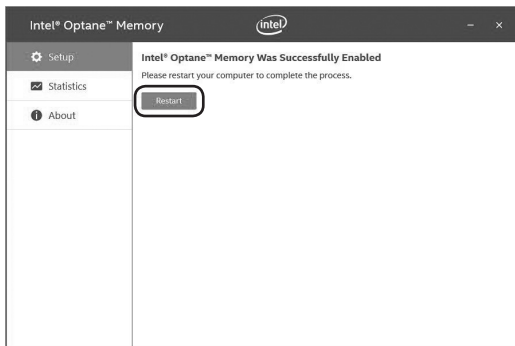 Intel® Optane™ Memory
intel
Setup
Intel® Optane™ Memory Was Successfully Enabled
Please restart your computer to complete the process.
Statistics
Restart
About